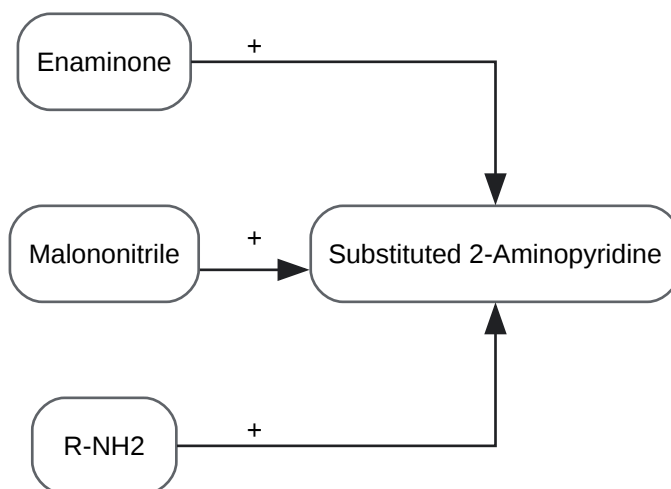 +
Enaminone
+
Malononitrile
Substituted 2-Aminopyridine
+
R-NH2